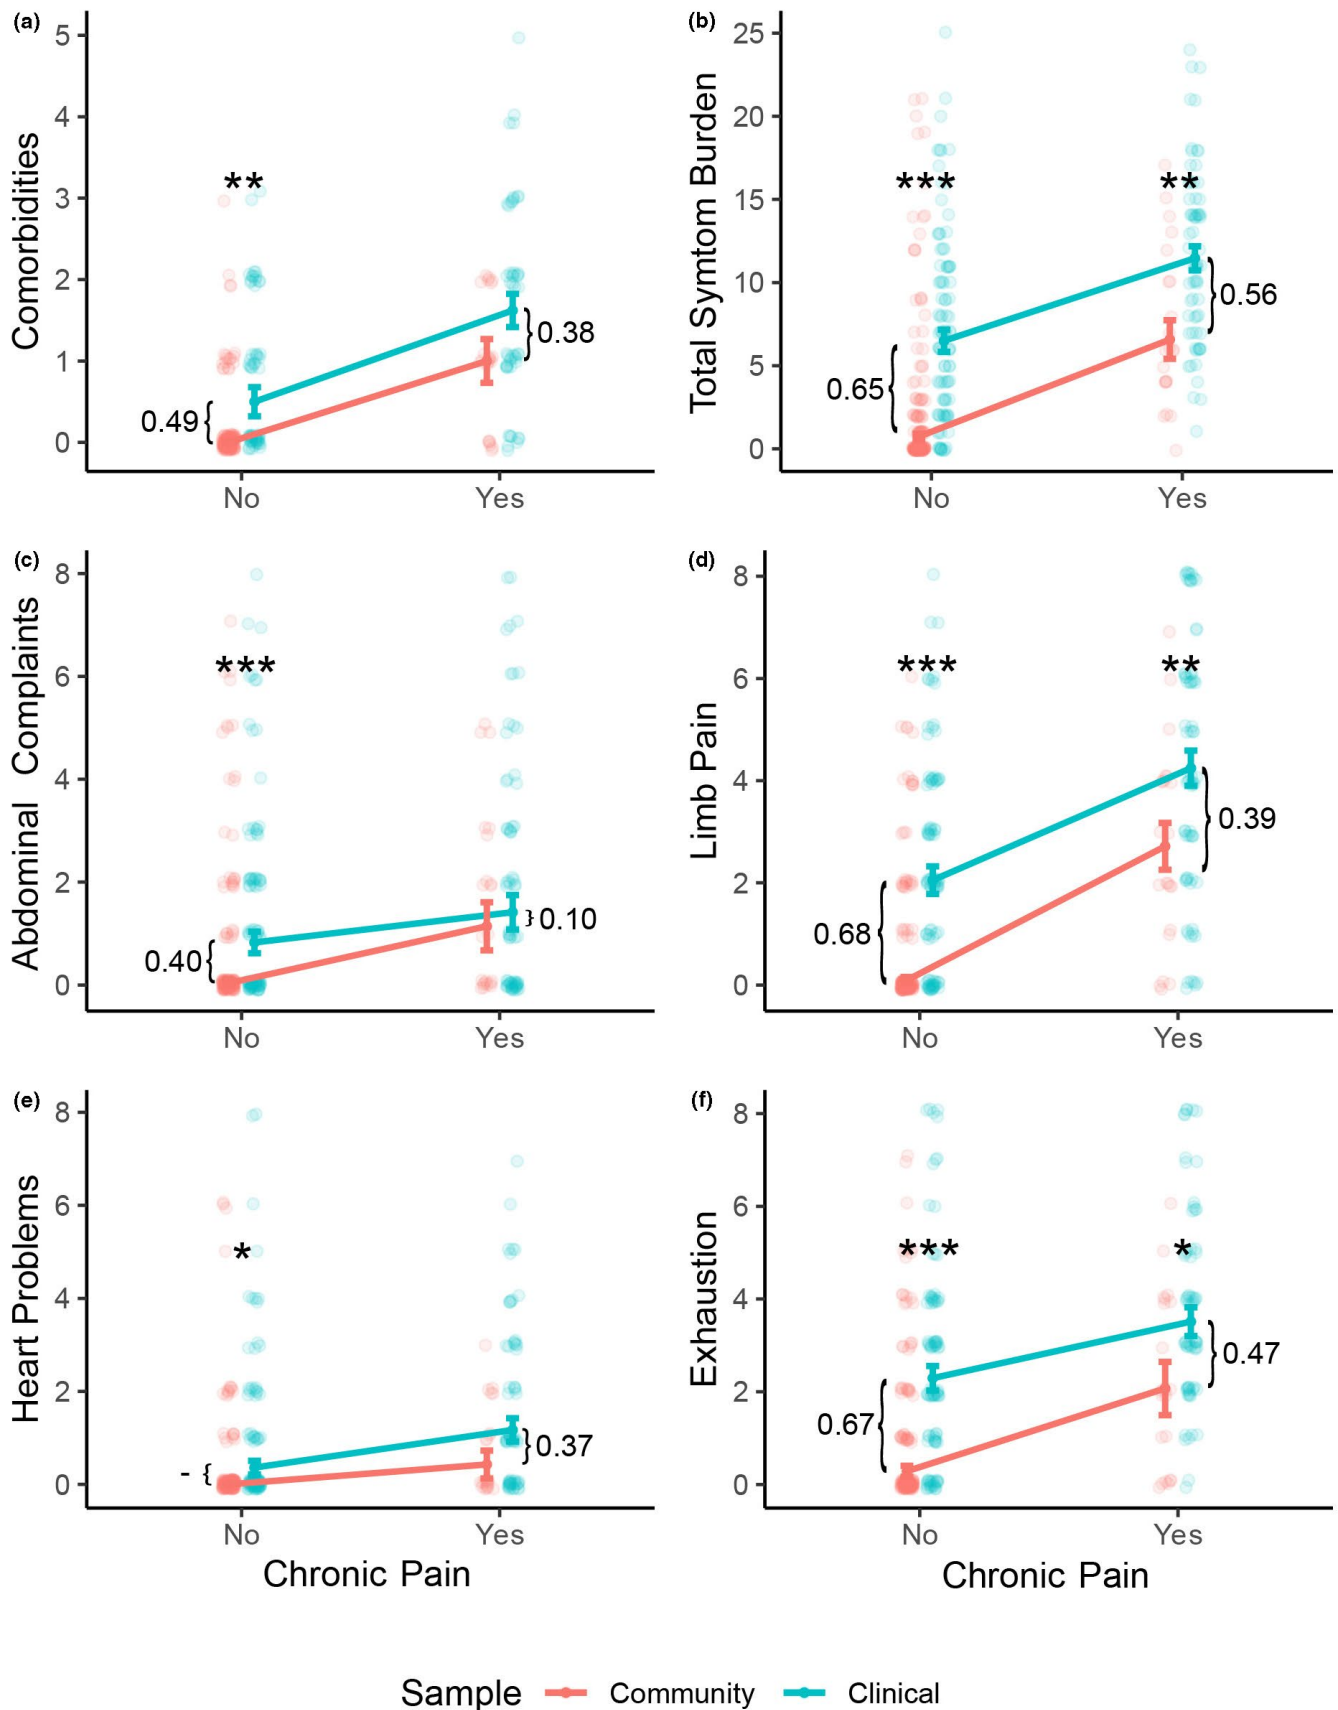 (a)
Comorbidities
5
4
3
2
1
0
**
0.49
0.38
No
Yes
(b)
Total Symtom Burden
25
20
15
10
5
0
***
**
0.65
0.56
No
Yes
(c)
Abdominal Complaints
8
6
4
2
0
***
0.40
0.10
No
Yes
(d)
Limb Pain
8
6
4
2
0
***
**
0.68
0.39
No
Yes
(e)
Heart Problems
8
6
4
2
0
*
-
0.37
No
Yes
Chronic Pain
(f)
Exhaustion
8
6
4
2
0
***
*
0.67
0.47
No
Yes
Chronic Pain
Sample Community Clinical